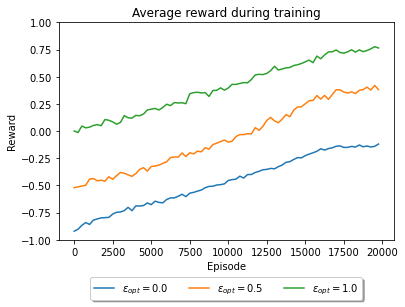 Average reward during training
1.00
0.75
0.50
0.25
0.00
−0.25
−0.50
−0.75
−1.00
Reward
0 2500 5000 7500 10000 12500 15000 17500 20000
Episode
ε_opt = 0.0 ε_opt = 0.5 ε_opt = 1.0